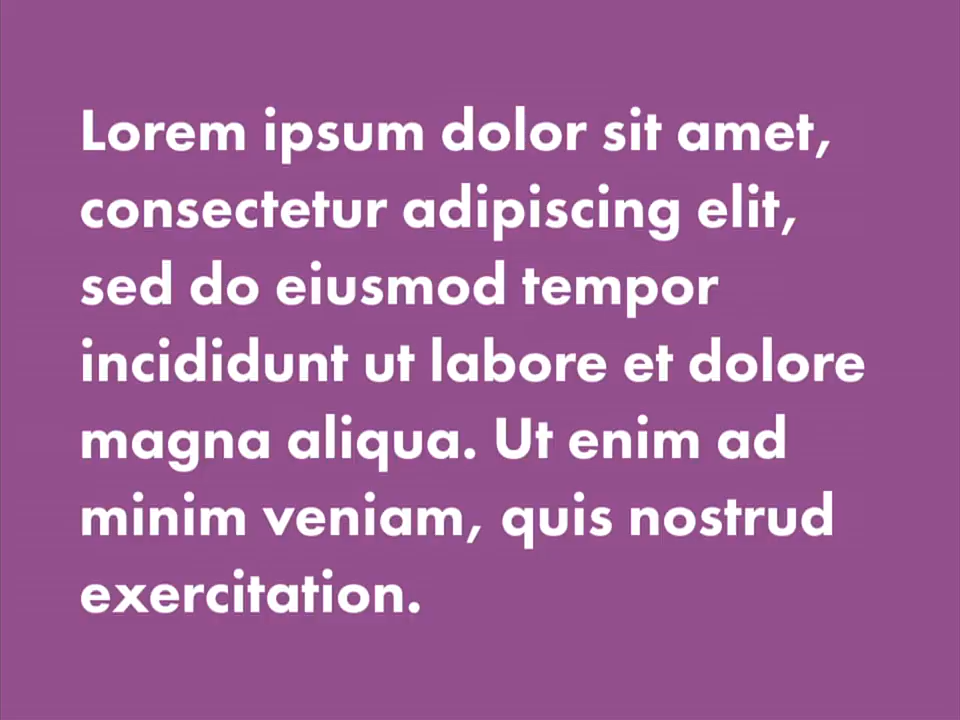 Lorem ipsum dolor sit amet,
consectetur adipiscing elit,
sed do eiusmod tempor
incididunt ut labore et dolore
magna aliqua. Ut enim ad
minim veniam, quis nostrud
exercitation.